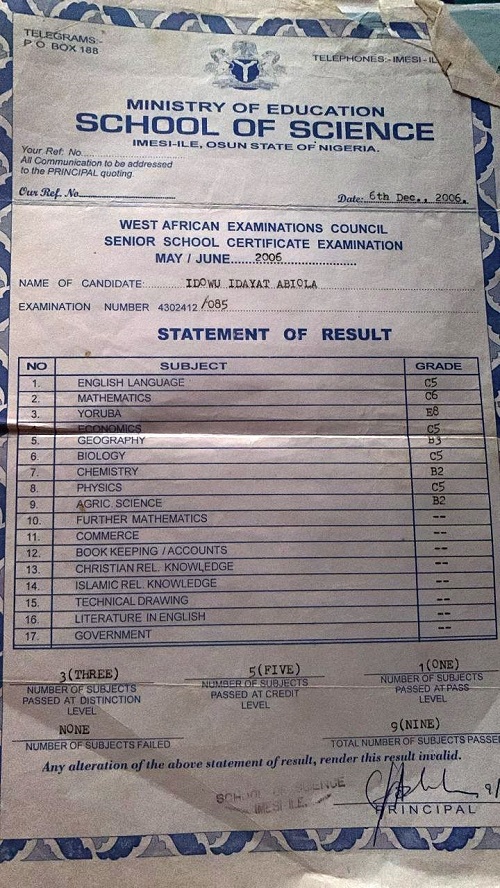 TELEGRAMS:-
P O BOX 188
TELEPHONES:- IMESI-
MINISTRY OF EDUCATION
SCHOOL OF SCIENCE
IMESI-ILE, OSUN STATE OF NIGERIA.
Your Ref: No
All Communication to be addressed
to the PRINCIPAL quoting
Our Ref. No
Date: 6th Dec., 2006.
WEST AFRICAN EXAMINATIONS COUNCIL
SENIOR SCHOOL CERTIFICATE EXAMINATION
MAY / JUNE 2006
NAME OF CANDIDATE: IDOWU IDAYAT ABIOLA
EXAMINATION NUMBER 4302412/085
STATEMENT OF RESULT
NO SUBJECT GRADE
1. ENGLISH LANGUAGE C5
2. MATHEMATICS C6
3. YORUBA E8
4. ECONOMICS C5
5. GEOGRAPHY B3
6. BIOLOGY C5
7. CHEMISTRY B2
8. PHYSICS C5
9. AGRIC. SCIENCE B2
10. FURTHER MATHEMATICS --
11. COMMERCE --
12. BOOK KEEPING / ACCOUNTS --
13. CHRISTIAN REL. KNOWLEDGE --
14. ISLAMIC REL. KNOWLEDGE --
15. TECHNICAL DRAWING --
16. LITERATURE IN ENGLISH --
17. GOVERNMENT --
3(THREE) 5(FIVE) 1(ONE)
NUMBER OF SUBJECTS NUMBER OF SUBJECTS NUMBER OF SUBJECTS
PASSED AT DISTINCTION PASSED AT CREDIT PASSED AT PASS
LEVEL LEVEL LEVEL
NONE 9(NINE)
NUMBER OF SUBJECTS FAILED TOTAL NUMBER OF SUBJECTS PASSED
Any alteration of the above statement of result, render this result invalid.
SCHOOL OF SCIENCE
IMESI-ILE.
PRINCIPAL